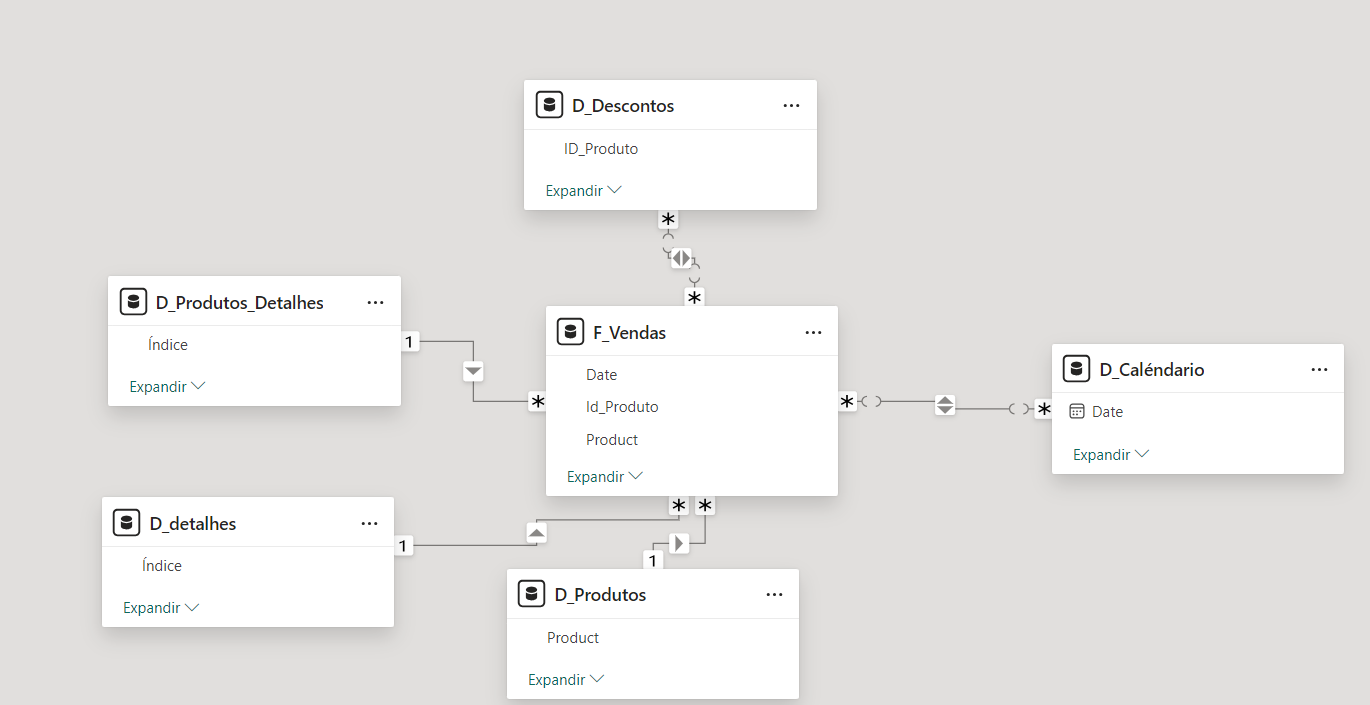 D_Descontos
ID_Produto
Expandir
*
*
D_Produtos_Detalhes
Índice
Expandir
1
*
F_Vendas
Date
Id_Produto
Product
Expandir
*
*
D_Caléndario
Date
Expandir
* *
D_detalhes
Índice
Expandir
1
1
D_Produtos
Product
Expandir